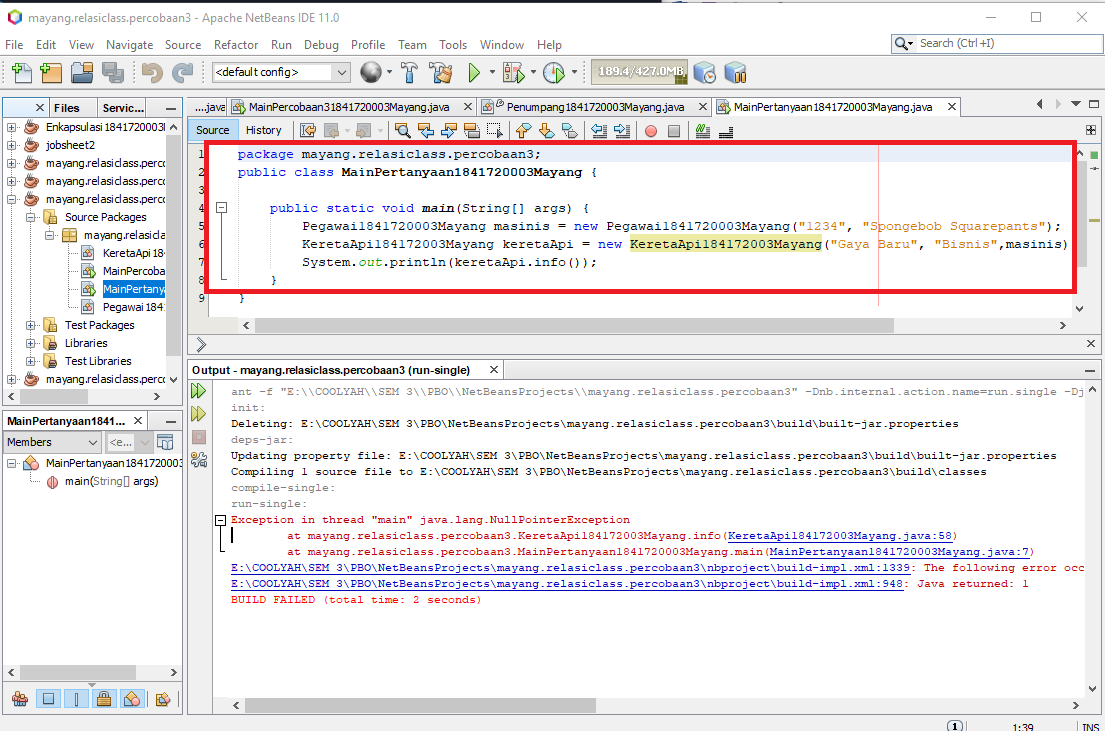 mayang.relasiclass.percobaan3 - Apache NetBeans IDE 11.0
File Edit View Navigate Source Refactor Run Debug Profile Team Tools Window Help
Search (Ctrl+I)
<default config>
189.4/427.0MB
Files
Servic...
Enkapsulasi1841720003
jobsheet2
mayang.relasiclass.perc
mayang.relasiclass.perc
mayang.relasiclass.perc
Source Packages
mayang.relasicla
KeretaApi18
MainPercoba
MainPertanya
Pegawai184
Test Packages
Libraries
Test Libraries
mayang.relasiclass.perc
....java
MainPercobaan31841720003Mayang.java
Penumpang1841720003Mayang.java
MainPertanyaan1841720003Mayang.java
Source
History
1 package mayang.relasiclass.percobaan3;
2 public class MainPertanyaan1841720003Mayang {
3
4 public static void main(String[] args) {
5 Pegawai1841720003Mayang masinis = new Pegawai1841720003Mayang("1234", "Spongebob Squarepants");
6 KeretaApi184172003Mayang keretaApi = new KeretaApi184172003Mayang("Gaya Baru", "Bisnis",masinis)
7 System.out.println(keretaApi.info());
8 }
9 }
MainPertanyaan1841...
Members
<e...
MainPertanyaan1841720003
main(String[] args)
Output - mayang.relasiclass.percobaan3 (run-single)
ant -f "E:\\COOLYAH\\SEM 3\\PBO\\NetBeansProjects\\mayang.relasiclass.percobaan3" -Dnb.internal.action.name=run.single -Dj
init:
Deleting: E:\COOLYAH\SEM 3\PBO\NetBeansProjects\mayang.relasiclass.percobaan3\build\built-jar.properties
deps-jar:
Updating property file: E:\COOLYAH\SEM 3\PBO\NetBeansProjects\mayang.relasiclass.percobaan3\build\built-jar.properties
Compiling 1 source file to E:\COOLYAH\SEM 3\PBO\NetBeansProjects\mayang.relasiclass.percobaan3\build\classes
compile-single:
run-single:
Exception in thread "main" java.lang.NullPointerException
at mayang.relasiclass.percobaan3.KeretaApi184172003Mayang.info(KeretaApi184172003Mayang.java:58)
at mayang.relasiclass.percobaan3.MainPertanyaan1841720003Mayang.main(MainPertanyaan1841720003Mayang.java:7)
E:\COOLYAH\SEM 3\PBO\NetBeansProjects\mayang.relasiclass.percobaan3\nbproject\build-impl.xml:1339: The following error occ
E:\COOLYAH\SEM 3\PBO\NetBeansProjects\mayang.relasiclass.percobaan3\nbproject\build-impl.xml:948: Java returned: 1
BUILD FAILED (total time: 2 seconds)
1
1:39
INS